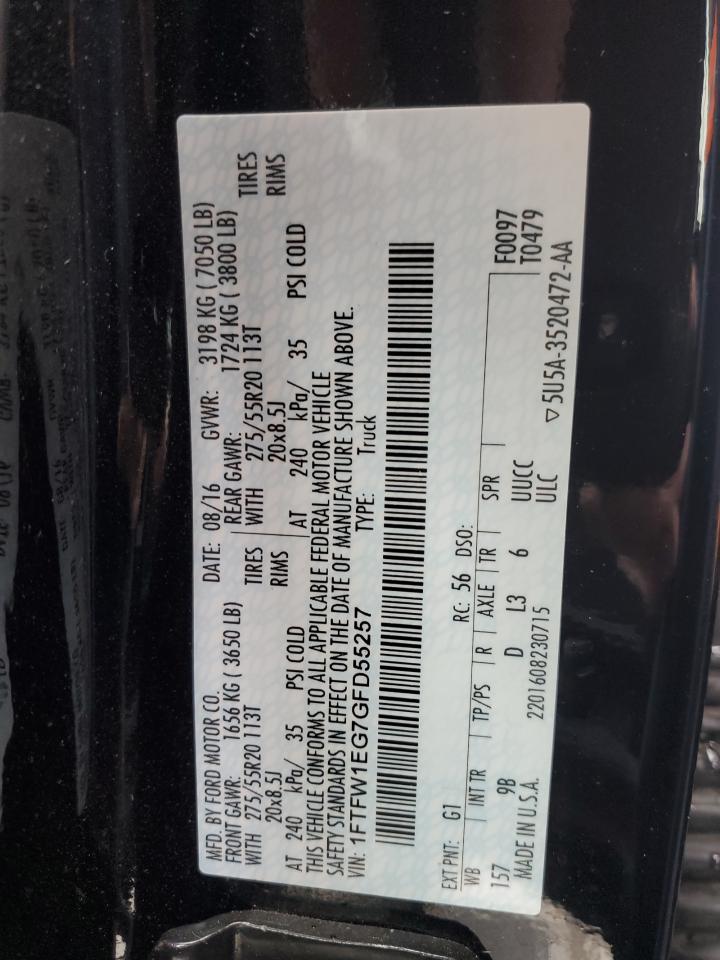 MFD. BY FORD MOTOR CO. DATE: 08/16 GVWR: 3198 KG ( 7050 LB)
FRONT GAWR: 1656 KG ( 3650 LB) REAR GAWR: 1724 KG ( 3800 LB)
WITH 275/55R20 113T TIRES WITH 275/55R20 113T TIRES
20x8.5J RIMS 20x8.5J RIMS
AT 240 kPa/ 35 PSI COLD AT 240 kPa/ 35 PSI COLD
THIS VEHICLE CONFORMS TO ALL APPLICABLE FEDERAL MOTOR VEHICLE
SAFETY STANDARDS IN EFFECT ON THE DATE OF MANUFACTURE SHOWN ABOVE.
VIN: 1FTFW1EG7GFD55257 TYPE: Truck
EXT PNT: G1 RC: 56 DSO: F0097
WB INT TR TP/PS R AXLE TR SPR T0479
157 9B D L3 6 UUCC
MADE IN U.S.A. 2201608230715 ULC ▽5U5A-3520472-AA